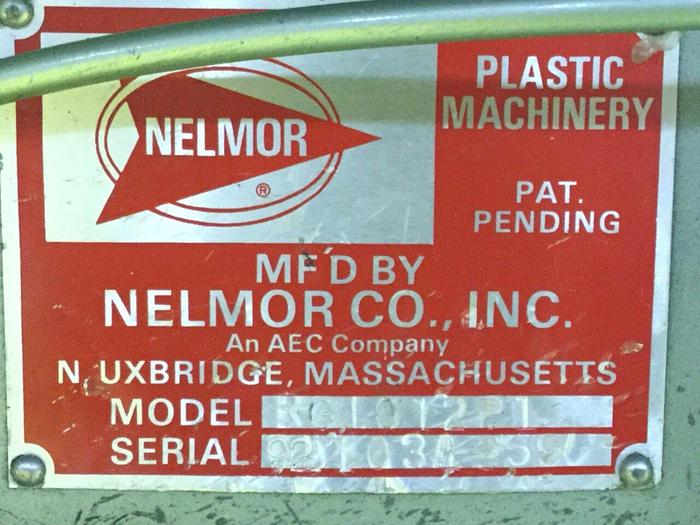 NELMOR
®
PLASTIC
MACHINERY
PAT.
PENDING
MF'D BY
NELMOR CO., INC.
An AEC Company
N. UXBRIDGE, MASSACHUSETTS
MODEL
SERIAL